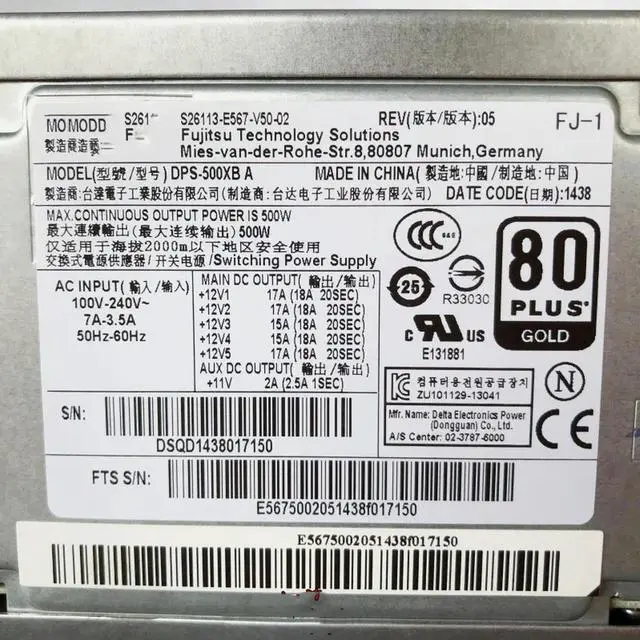 MOMODD S261 S26113-E567-V50-02 REV(版本/版本):05 FJ-1
製造商 Fujitsu Technology Solutions
Mies-van-der-Rohe-Str.8,80807 Munich,Germany
MODEL(型號/型号) DPS-500XB A MADE IN CHINA(製造地:中國/制造地:中国)
製造商:台達電子工業股份有限公司(制造商:台达电子工业股份有限公司) DATE CODE(日期):1438
MAX.CONTINUOUS OUTPUT POWER IS 500W
最大連續輸出(最大连续输出)500W
仅适用于海拔2000m以下地区安全使用
交換式電源供應器/开关电源/Switching Power Supply
AC INPUT(輸入/输入)
100V-240V~
7A-3.5A
50Hz-60Hz
MAIN DC OUTPUT(輸出/输出)
+12V1 17A (18A 20SEC)
+12V2 17A (18A 20SEC)
+12V3 15A (18A 20SEC)
+12V4 15A (18A 20SEC)
+12V5 17A (18A 20SEC)
AUX DC OUTPUT(輸出/输出)
+11V 2A (2.5A 1SEC)
CCC S&E
25
R33030
c RU US
E131881
80
PLUS
GOLD
컴퓨터용전원공급장치
ZU101129-13041
Mfr. Name: Delta Electronics Power
(Dongguan) Co., Ltd.
A/S Center: 02-3787-6000
N
CE
S/N:
DSQD1438017150
FTS S/N:
E5675002051438f017150
E5675002051438f017150